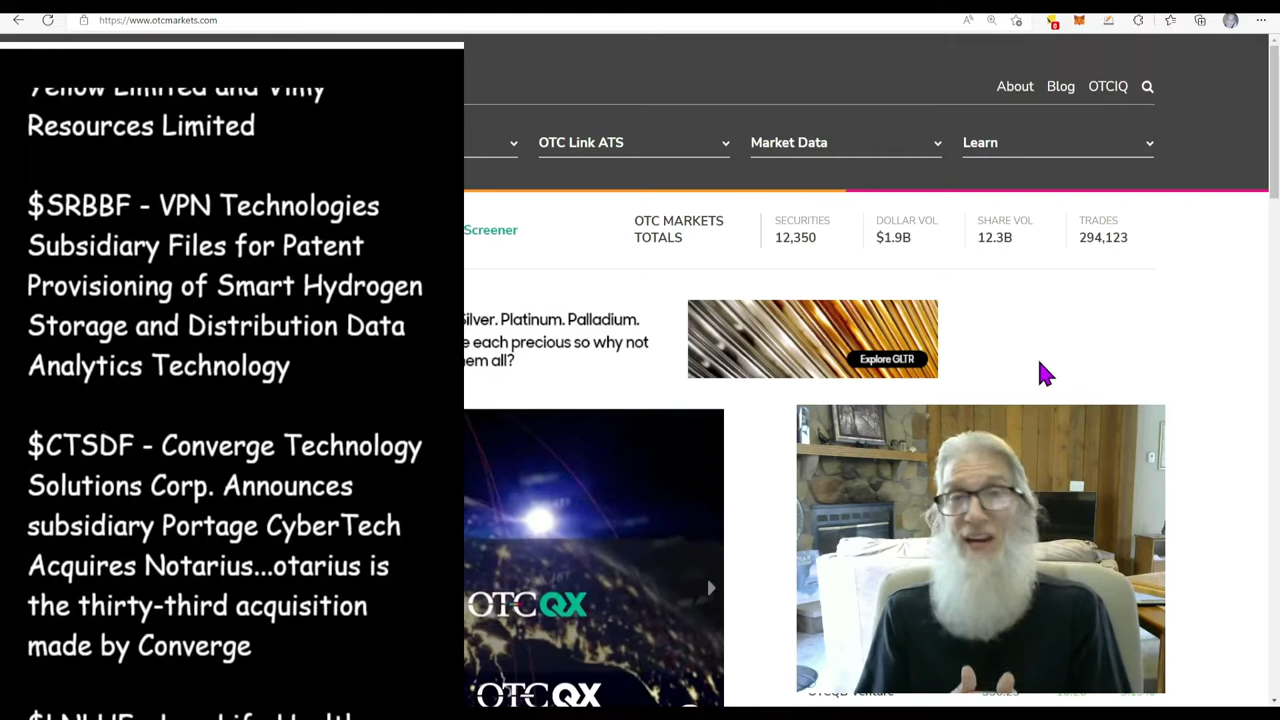 https://www.otcmarkets.com
About Blog OTCIQ
OTC Link ATS Market Data Learn
Yellow Limited and Vinly
Resources Limited
$SRBBF - VPN Technologies
Subsidiary Files for Patent
Provisioning of Smart Hydrogen
Storage and Distribution Data
Analytics Technology
$CTSDF - Converge Technology
Solutions Corp. Announces
subsidiary Portage CyberTech
Acquires Notarius...otarius is
the thirty-third acquisition
made by Converge
Screener
OTC MARKETS
TOTALS
SECURITIES
12,350
DOLLAR VOL
$1.9B
SHARE VOL
12.3B
TRADES
294,123
Silver. Platinum. Palladium.
each precious so why not
em all?
Explore GLTR
OTCQX
OTCQX